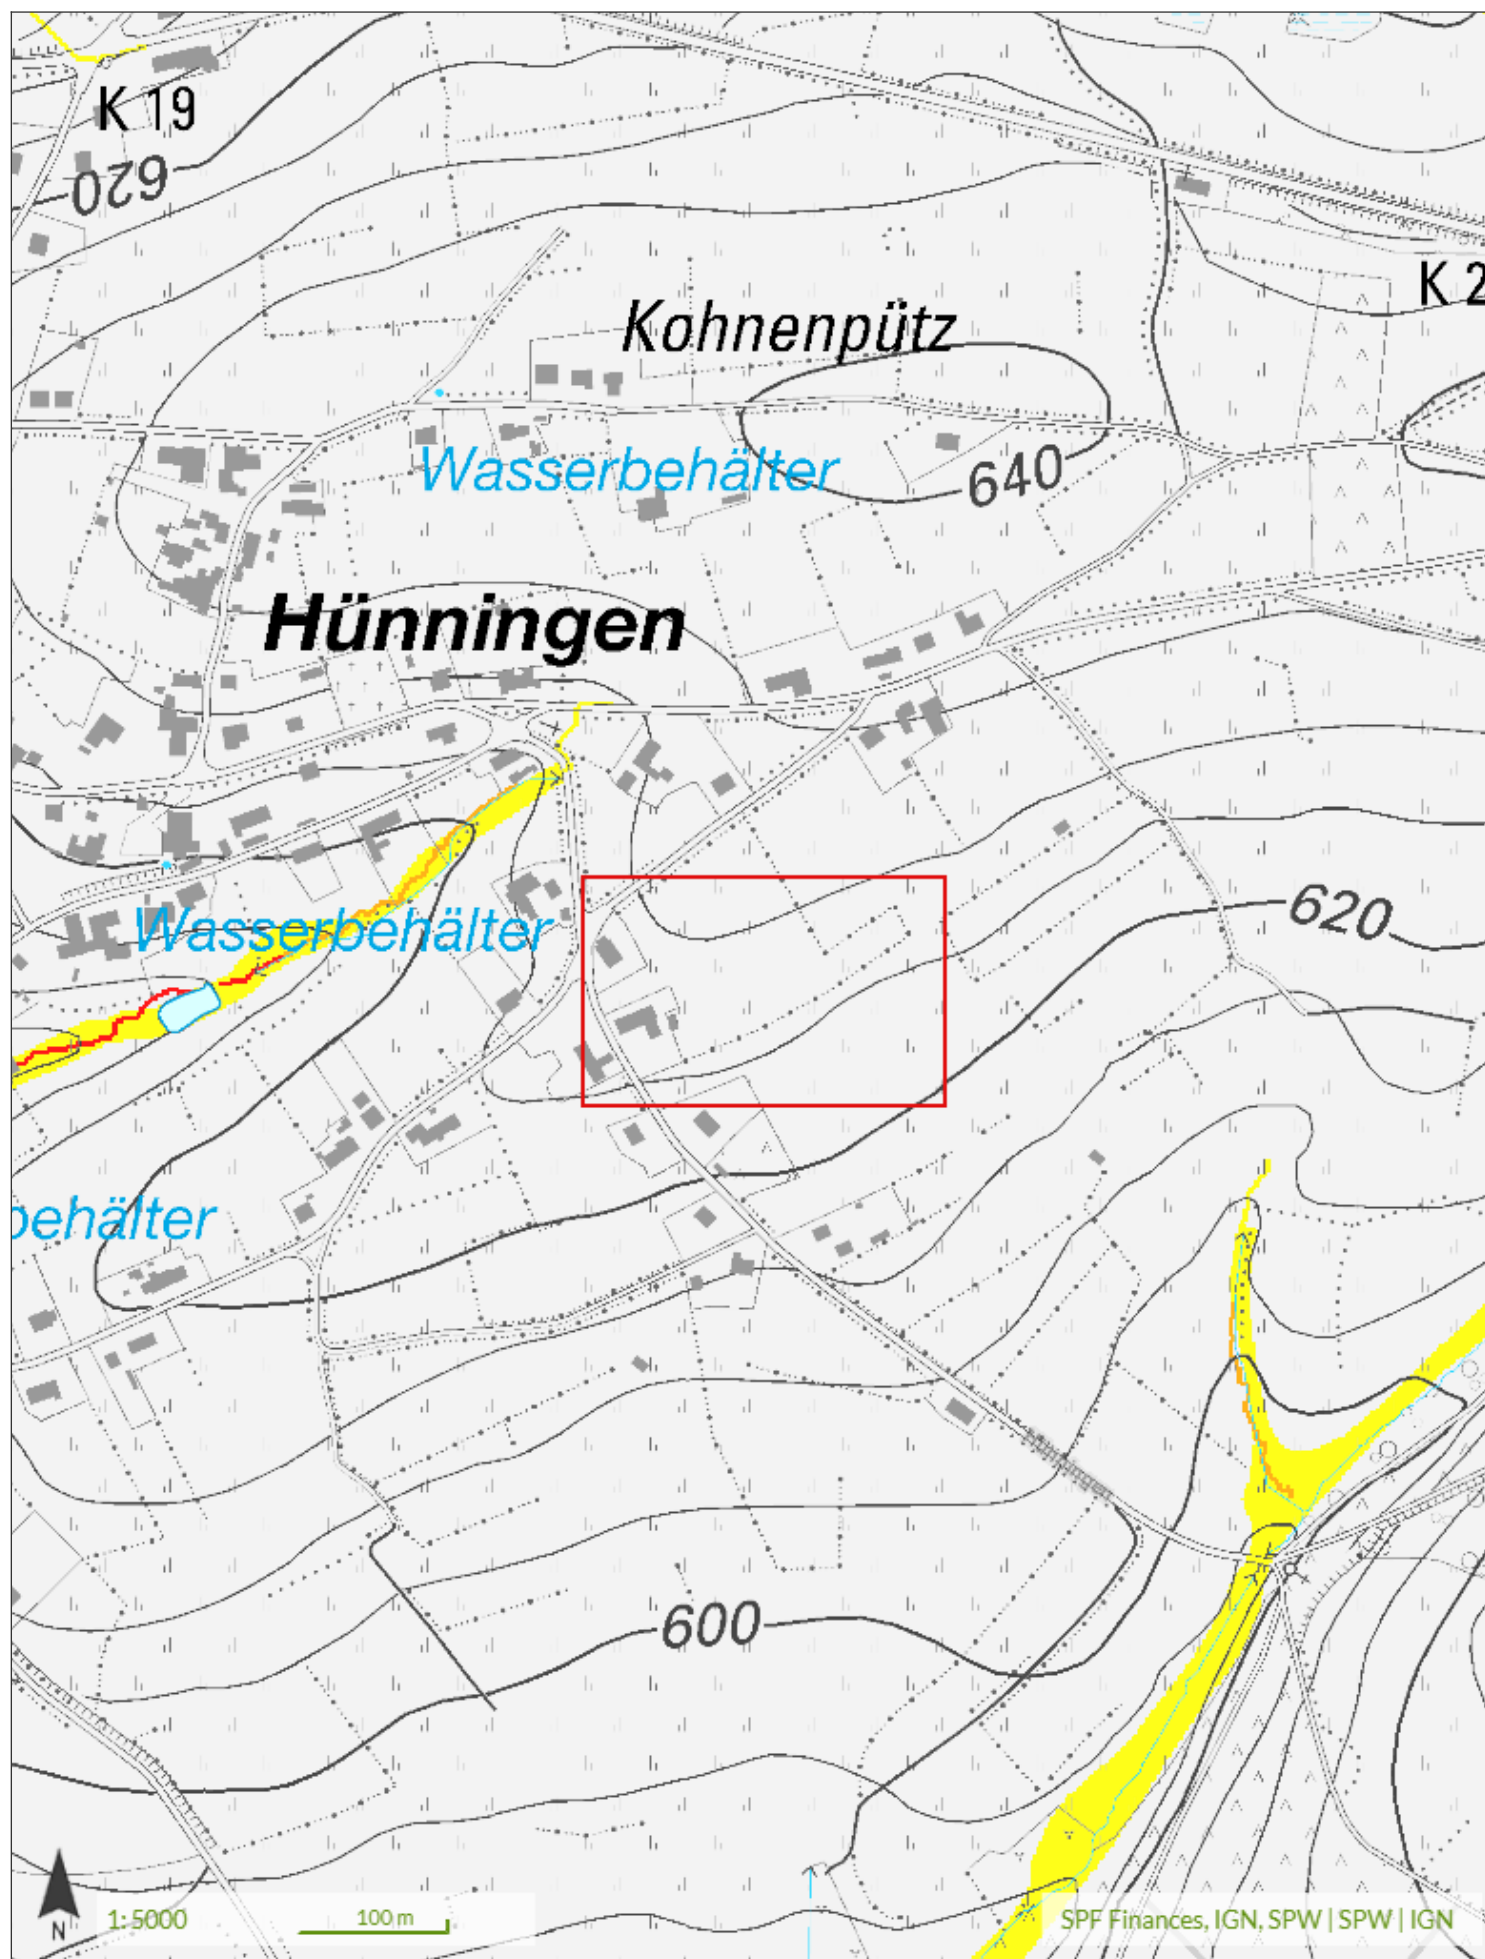 K 19
620
K 2
Kohnenpütz
Wasserbehälter
640
Hünningen
620
Wasserbehälter
behälter
600
N
1:5000
100 m
SPF Finances, IGN, SPW | SPW | IGN